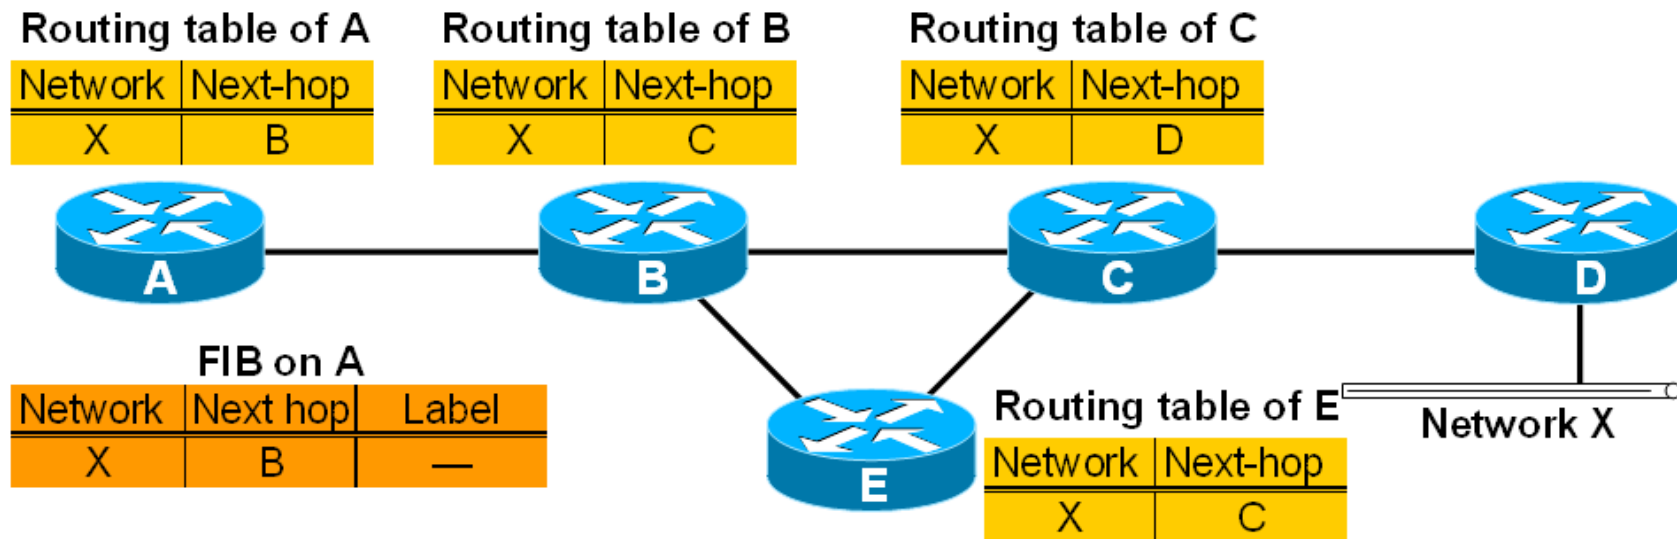 Routing table of A
Network Next-hop
X B
Routing table of B
Network Next-hop
X C
Routing table of C
Network Next-hop
X D
A
B
C
D
FIB on A
Network Next hop Label
X B —
E
Routing table of E
Network Next-hop
X C
Network X